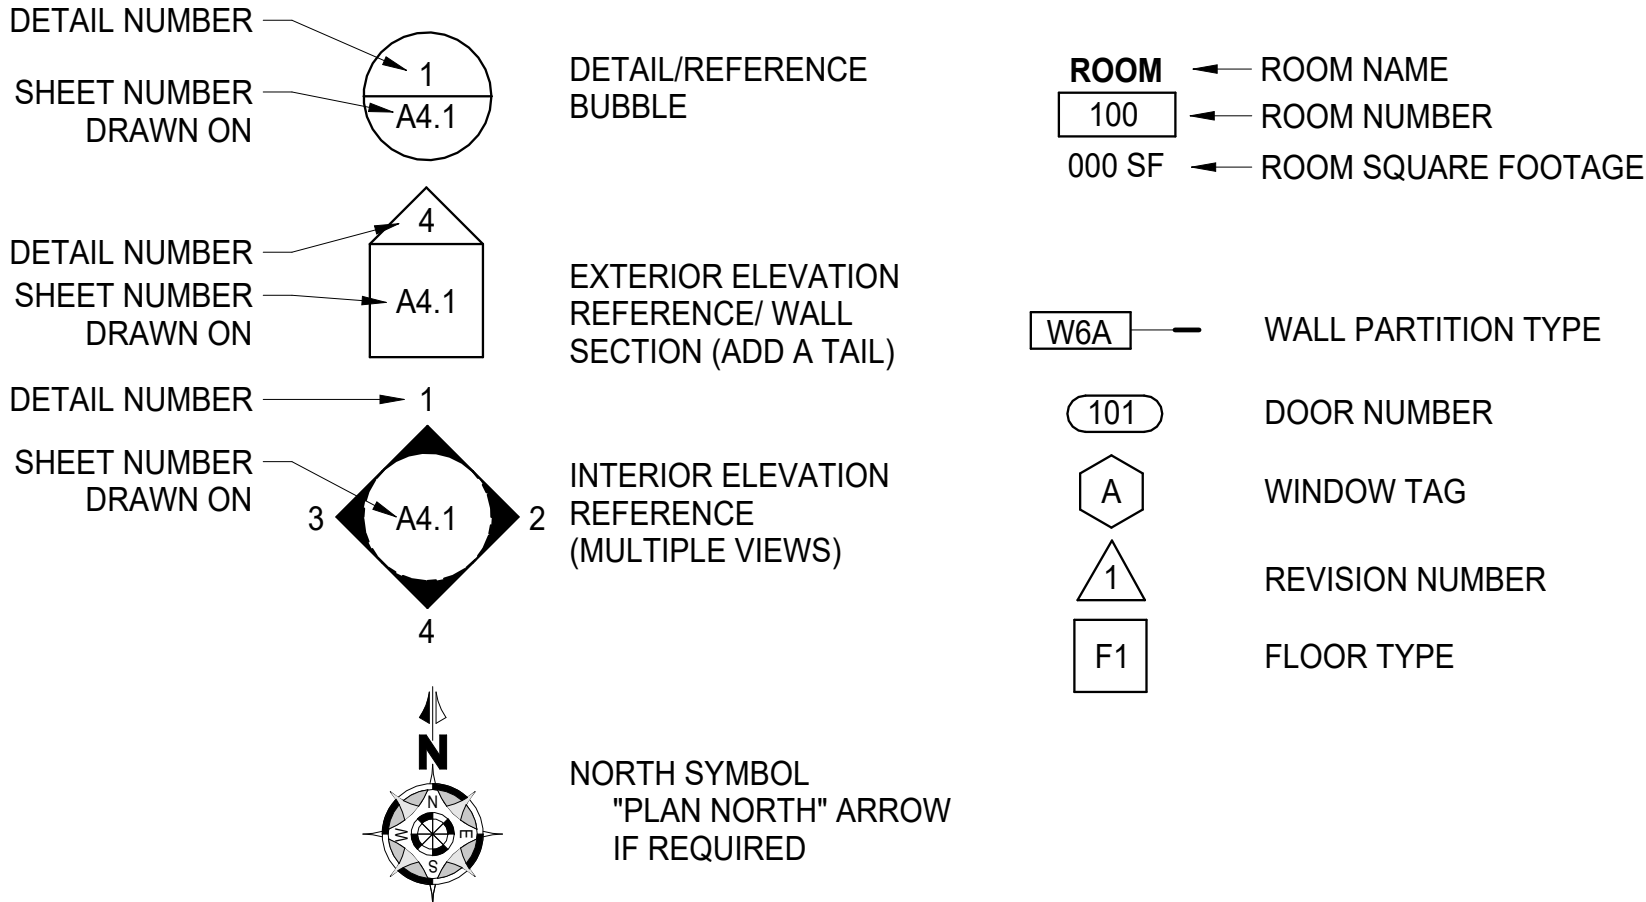 DETAIL NUMBER
1
SHEET NUMBER
DRAWN ON
A4.1
DETAIL/REFERENCE
BUBBLE
4
DETAIL NUMBER
SHEET NUMBER
DRAWN ON
A4.1
EXTERIOR ELEVATION
REFERENCE/ WALL
SECTION (ADD A TAIL)
DETAIL NUMBER
1
SHEET NUMBER
DRAWN ON
3
A4.1
2
4
INTERIOR ELEVATION
REFERENCE
(MULTIPLE VIEWS)
N
N
W
E
S
NORTH SYMBOL
"PLAN NORTH" ARROW
IF REQUIRED
ROOM
ROOM NAME
100
ROOM NUMBER
000 SF
ROOM SQUARE FOOTAGE
W6A
WALL PARTITION TYPE
101
DOOR NUMBER
A
WINDOW TAG
1
REVISION NUMBER
F1
FLOOR TYPE